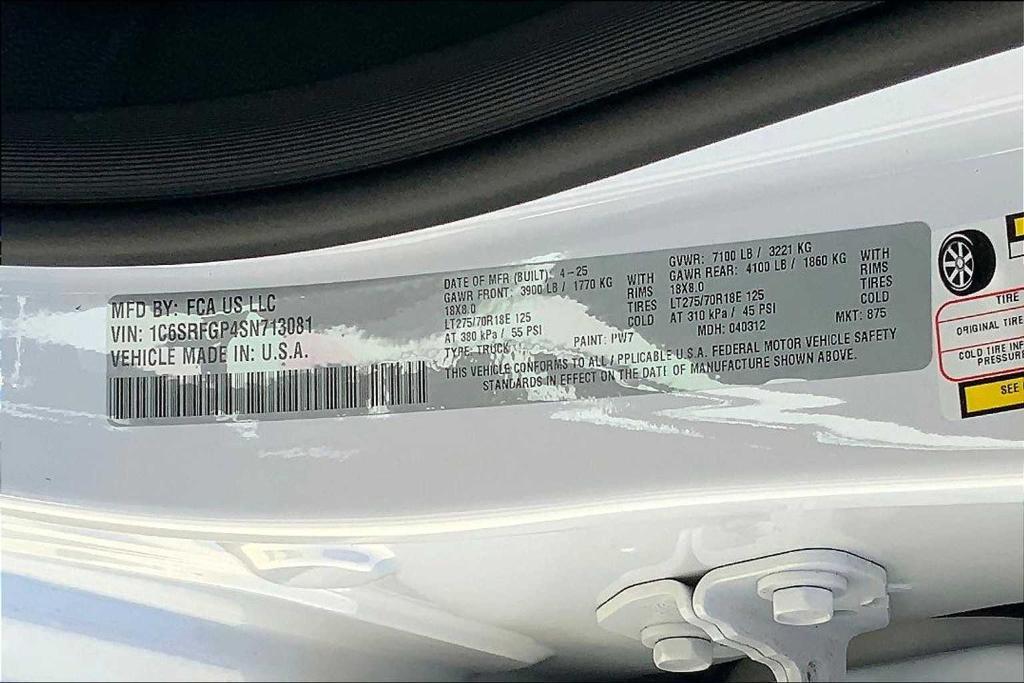 MFD BY: FCA US LLC
VIN: 1C6SRFGP4SN713081
VEHICLE MADE IN: U.S.A.
DATE OF MFR (BUILT) 4-25
GAWR FRONT: 3900 LB / 1770 KG WITH
18X8.0 RIMS
LT275/70R18E 125 TIRES
AT 380 kPa / 55 PSI COLD
TYPE: TRUCK PAINT: PW7
GVWR: 7100 LB / 3221 KG
GAWR REAR: 4100 LB / 1860 KG WITH
18X8.0 RIMS
LT275/70R18E 125 TIRES
AT 310 kPa / 45 PSI COLD
MDH: 040312 MKT: 875
THIS VEHICLE CONFORMS TO ALL / PPLICABLE U.S.A. FEDERAL MOTOR VEHICLE SAFETY
STANDARDS IN EFFECT ON THE DATE OF MANUFACTURE SHOWN ABOVE.
TIRE
ORIGINAL TIRE
COLD TIRE INF
PRESSURE
SEE